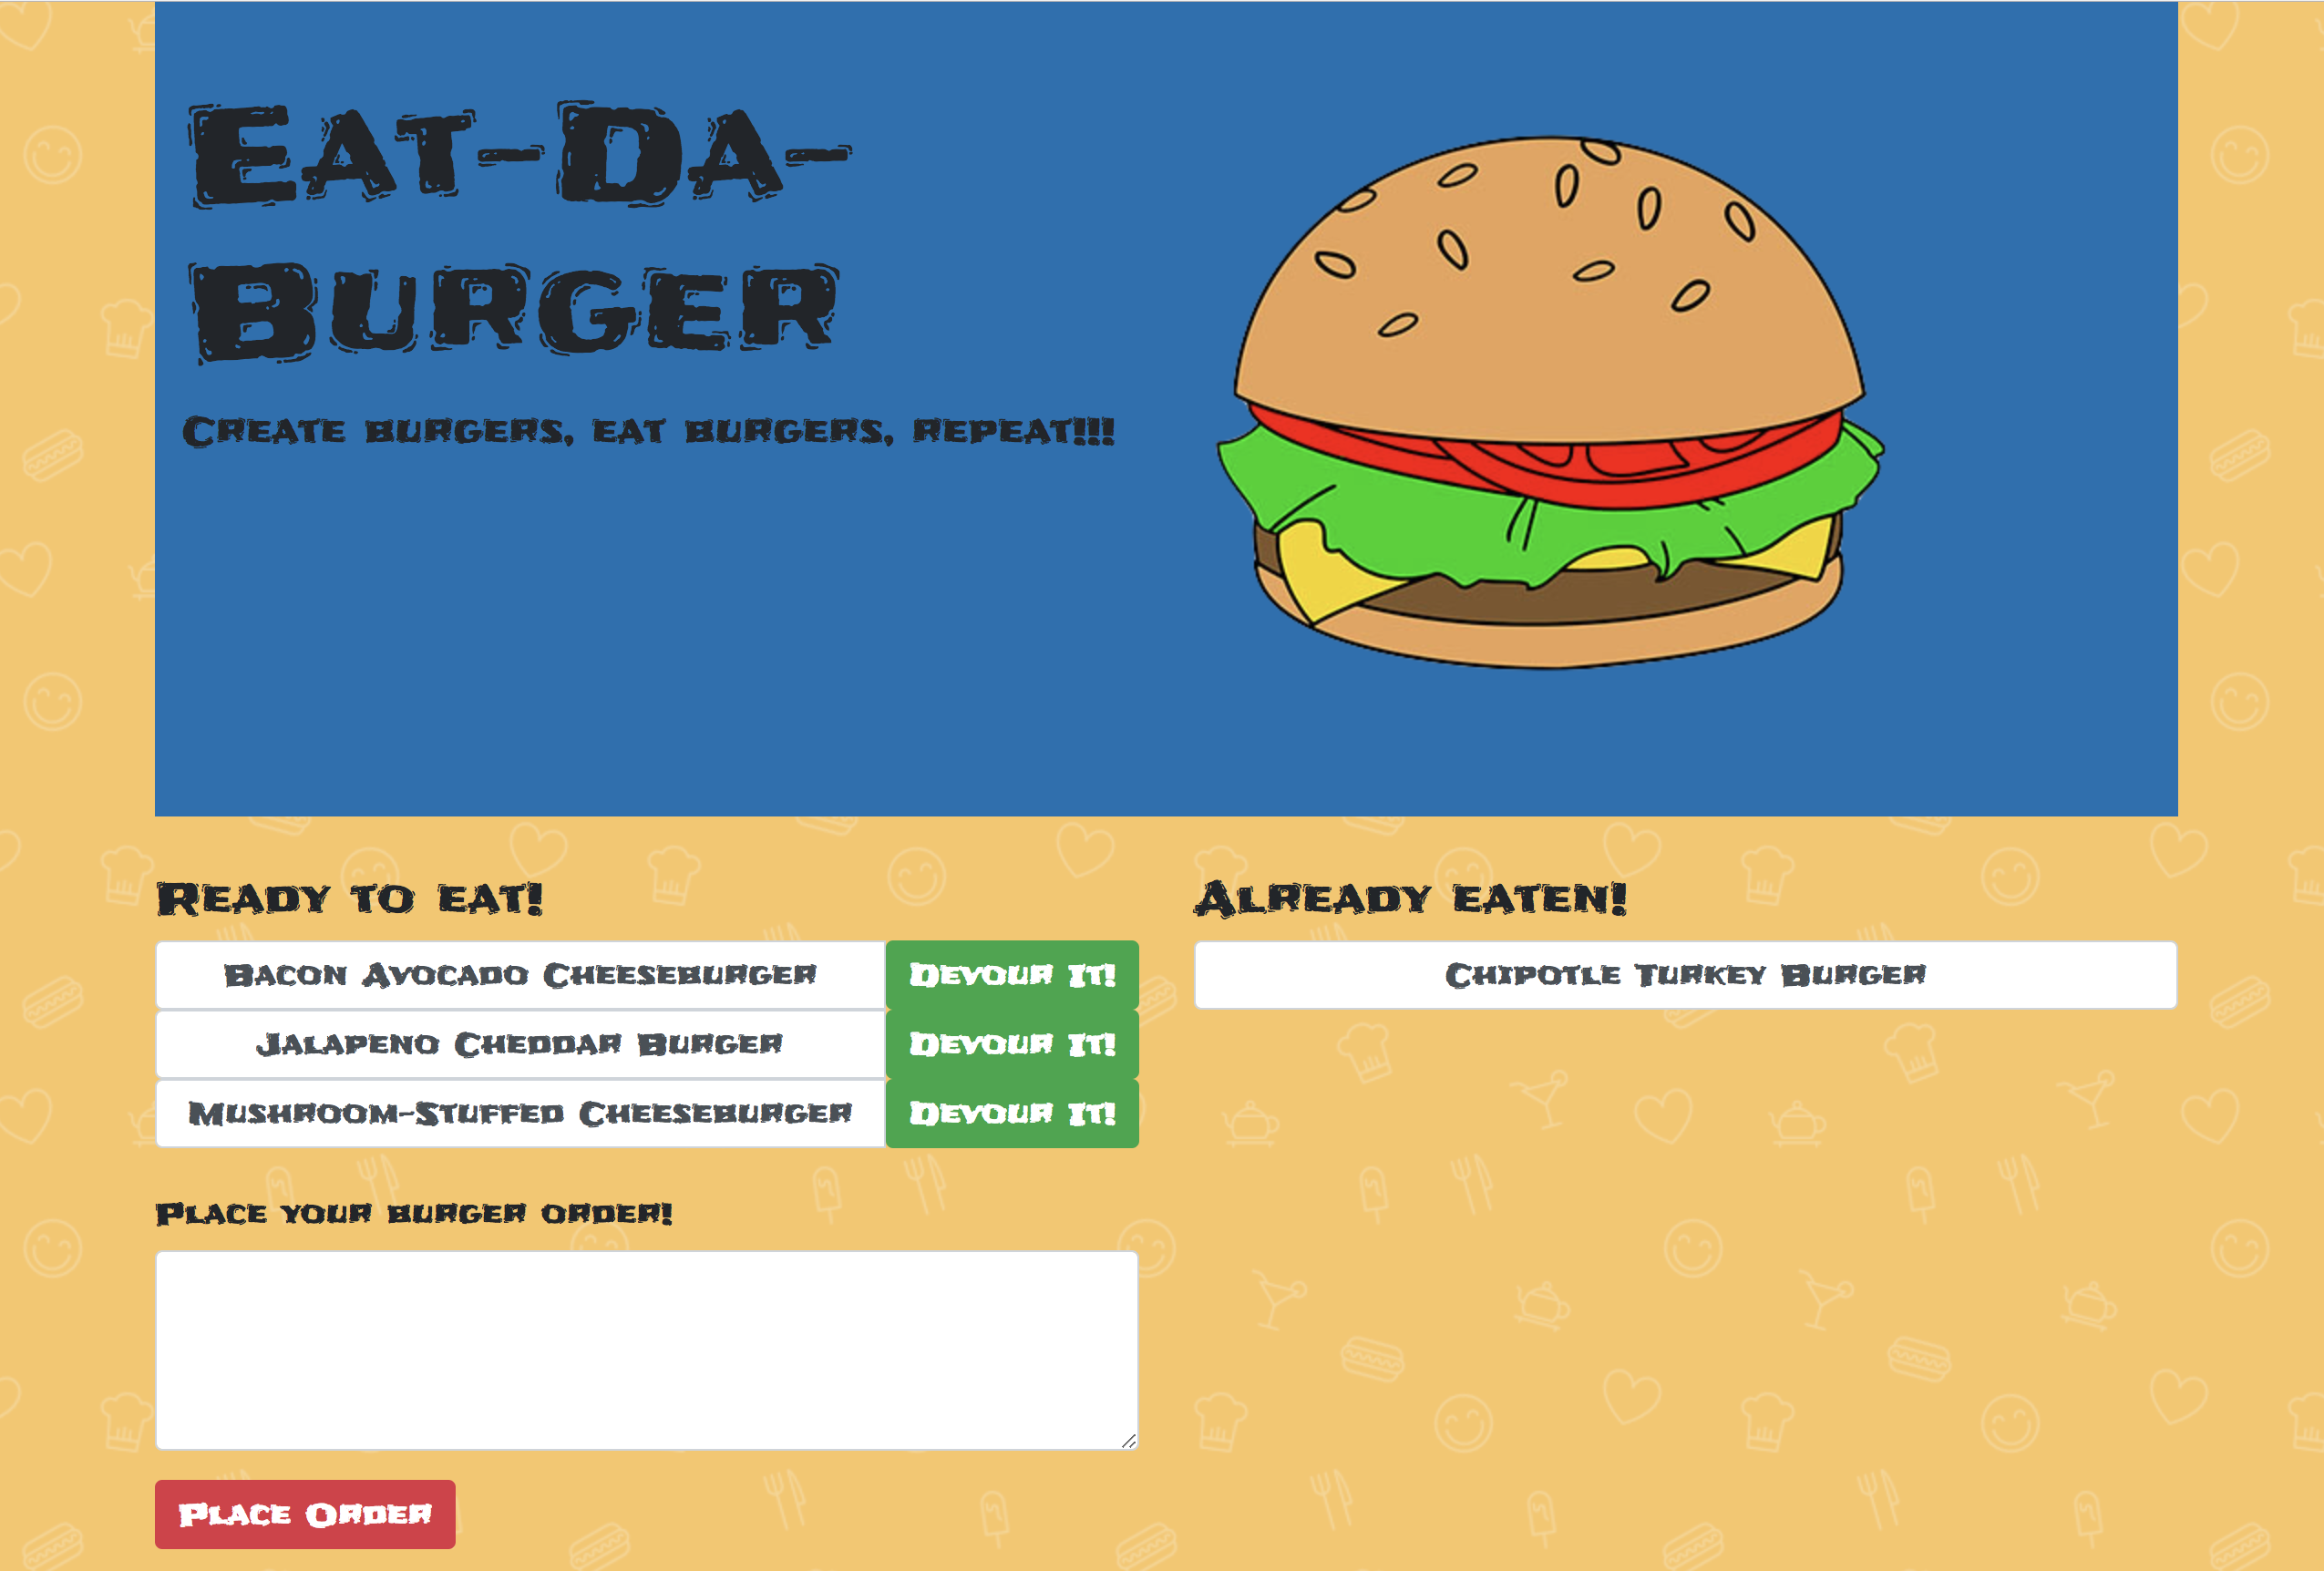 Eat-Da-
Burger
Create burgers, eat burgers, repeat!!!
Ready to eat!
Bacon Avocado Cheeseburger
Devour It!
Jalapeno Cheddar Burger
Devour It!
Mushroom-Stuffed Cheeseburger
Devour It!
Place your burger order!
Place Order
Already eaten!
Chipotle Turkey Burger